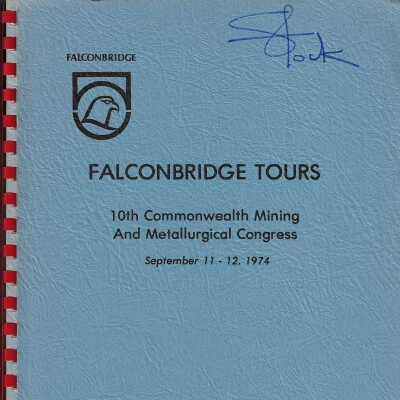 FALCONBRIDGE
FALCONBRIDGE TOURS
10th Commonwealth Mining
And Metallurgical Congress
September 11 - 12, 1974